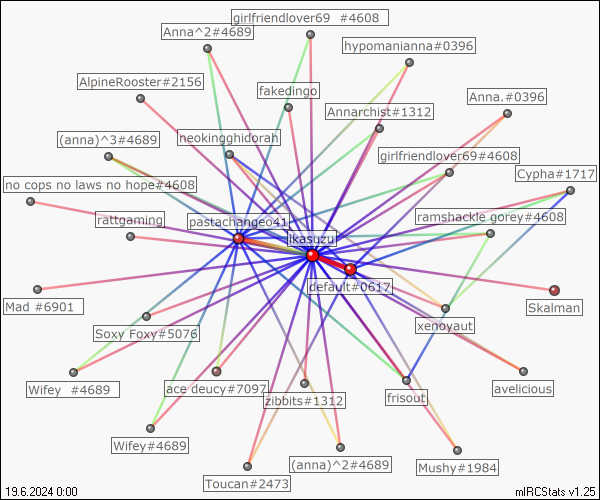 girlfriendlover69 #4608
Anna^2#4689
hypomanianna#0396
AlpineRooster#2156
fakedingo
Anna.#0396
Annarchist#1312
(anna)^3#4689
neokingghidorah
girlfriendlover69#4608
Cypha#1717
no cops no laws no hope#4608
rattgaming
pastachangeo41
ramshackle gorey#4608
ikasuzu
default#0617
Mad #6901
Skalman
Soxy Foxy#5076
xenoyaut
Wifey #4689
ace deucy#7097
zibbits#1312
frisout
avelicious
Wifey#4689
(anna)^2#4689
Mushy#1984
Toucan#2473
19.6.2024 0:00
mIRCStats v1.25